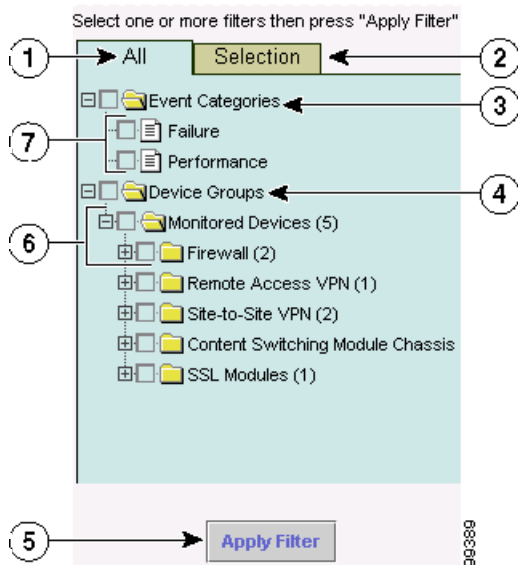 Select one or more filters then press "Apply Filter"
1 All Selection 2
Event Categories 3
7 Failure
Performance
Device Groups 4
6 Monitored Devices (5)
Firewall (2)
Remote Access VPN (1)
Site-to-Site VPN (2)
Content Switching Module Chassis
SSL Modules (1)
5 Apply Filter
99389